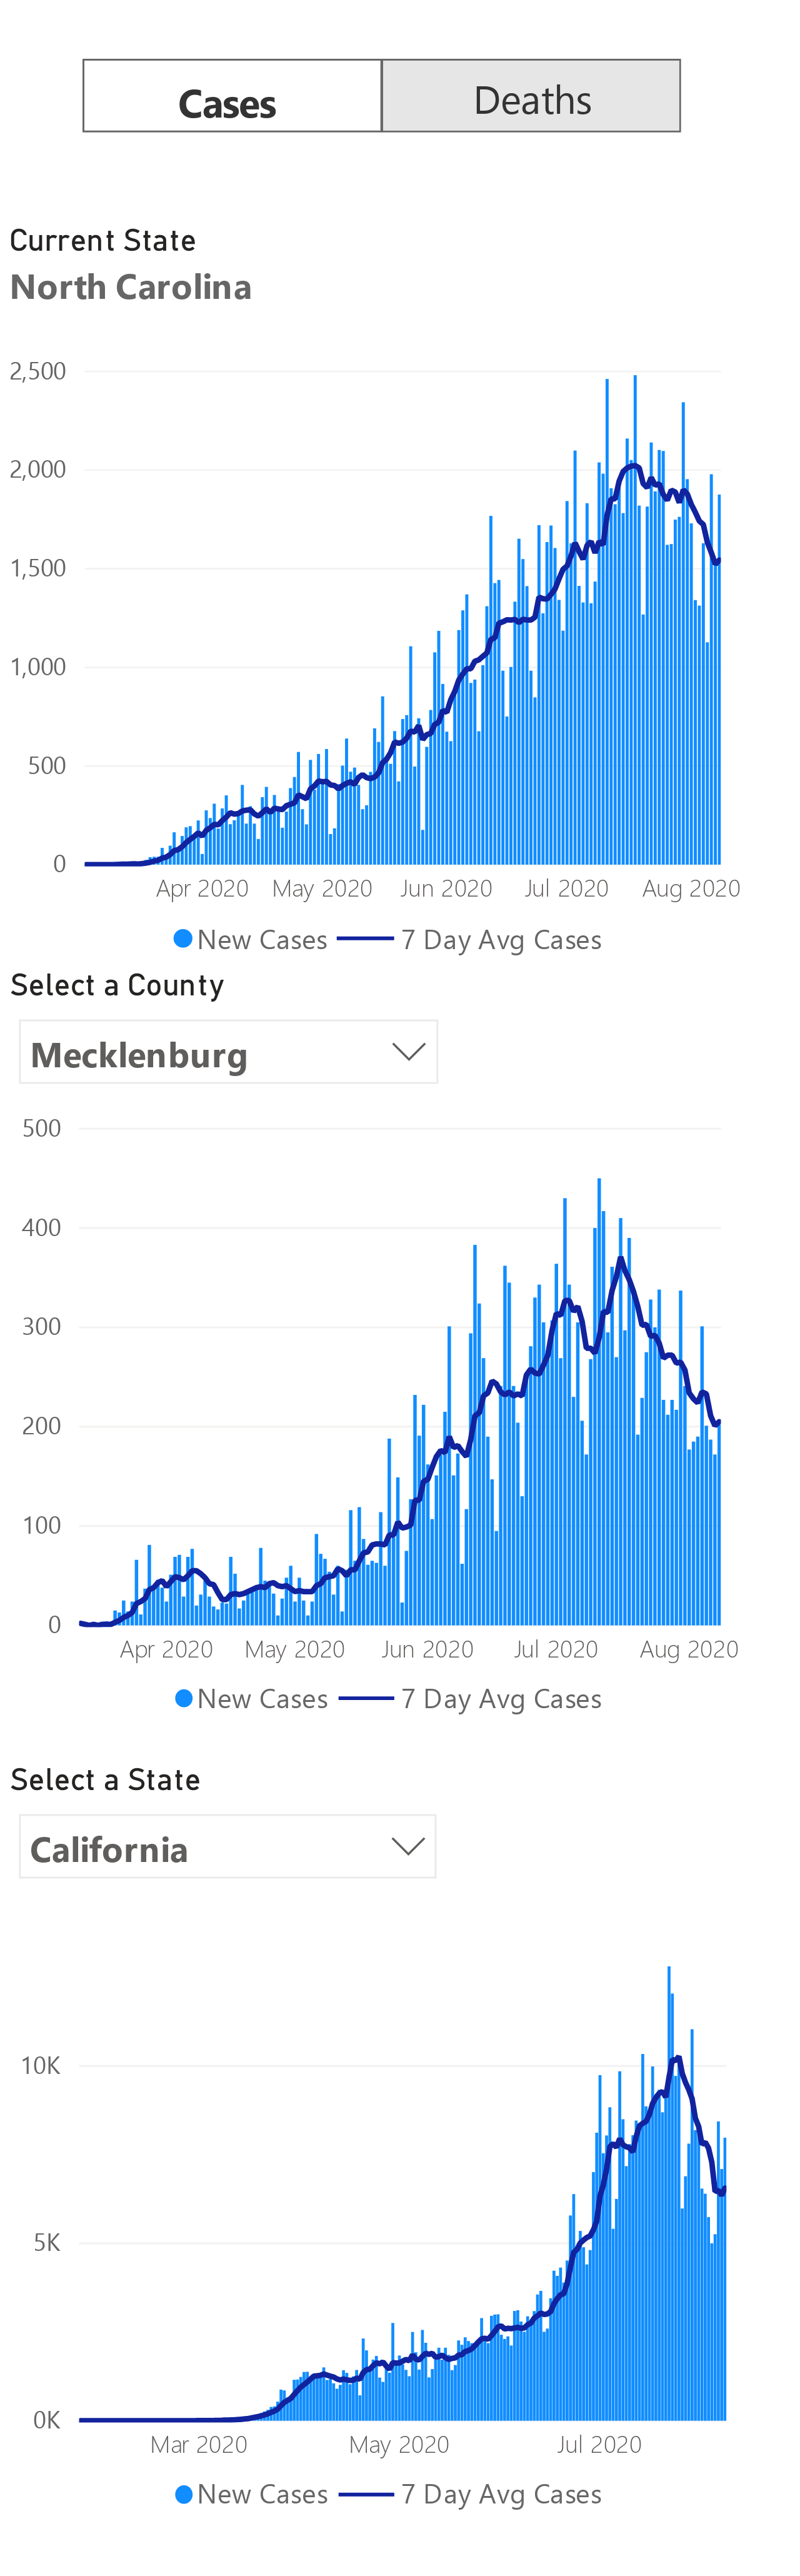 Cases Deaths
Current State
North Carolina
2,500
2,000
1,500
1,000
500
0
Apr 2020 May 2020 Jun 2020 Jul 2020 Aug 2020
New Cases 7 Day Avg Cases
Select a County
Mecklenburg
500
400
300
200
100
0
Apr 2020 May 2020 Jun 2020 Jul 2020 Aug 2020
New Cases 7 Day Avg Cases
Select a State
California
10K
5K
0K
Mar 2020 May 2020 Jul 2020
New Cases 7 Day Avg Cases